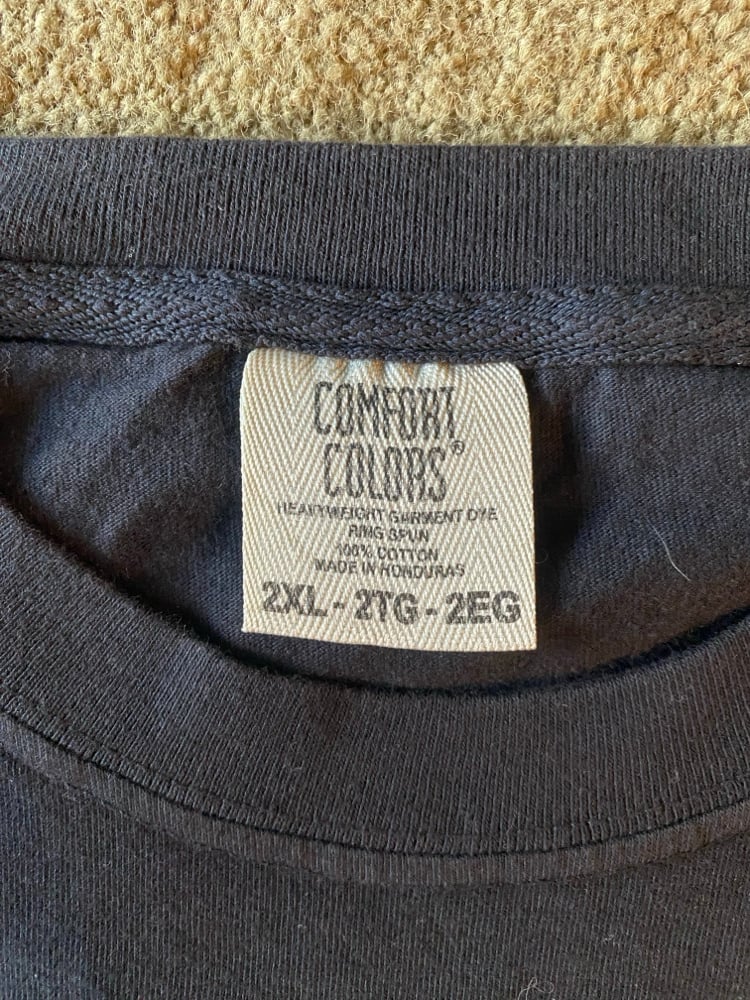 COMFORT
COLORS®
HEAVYWEIGHT GARMENT DYE
RING SPUN
100% COTTON
MADE IN HONDURAS
2XL - 2TG - 2EG